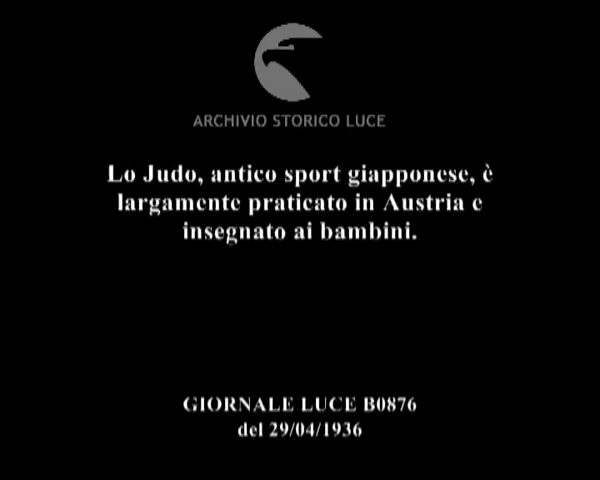 ARCHIVIO STORICO LUCE
Lo Judo, antico sport giapponese, è
largamente praticato in Austria e
insegnato ai bambini.
GIORNALE LUCE B0876
del 29/04/1936